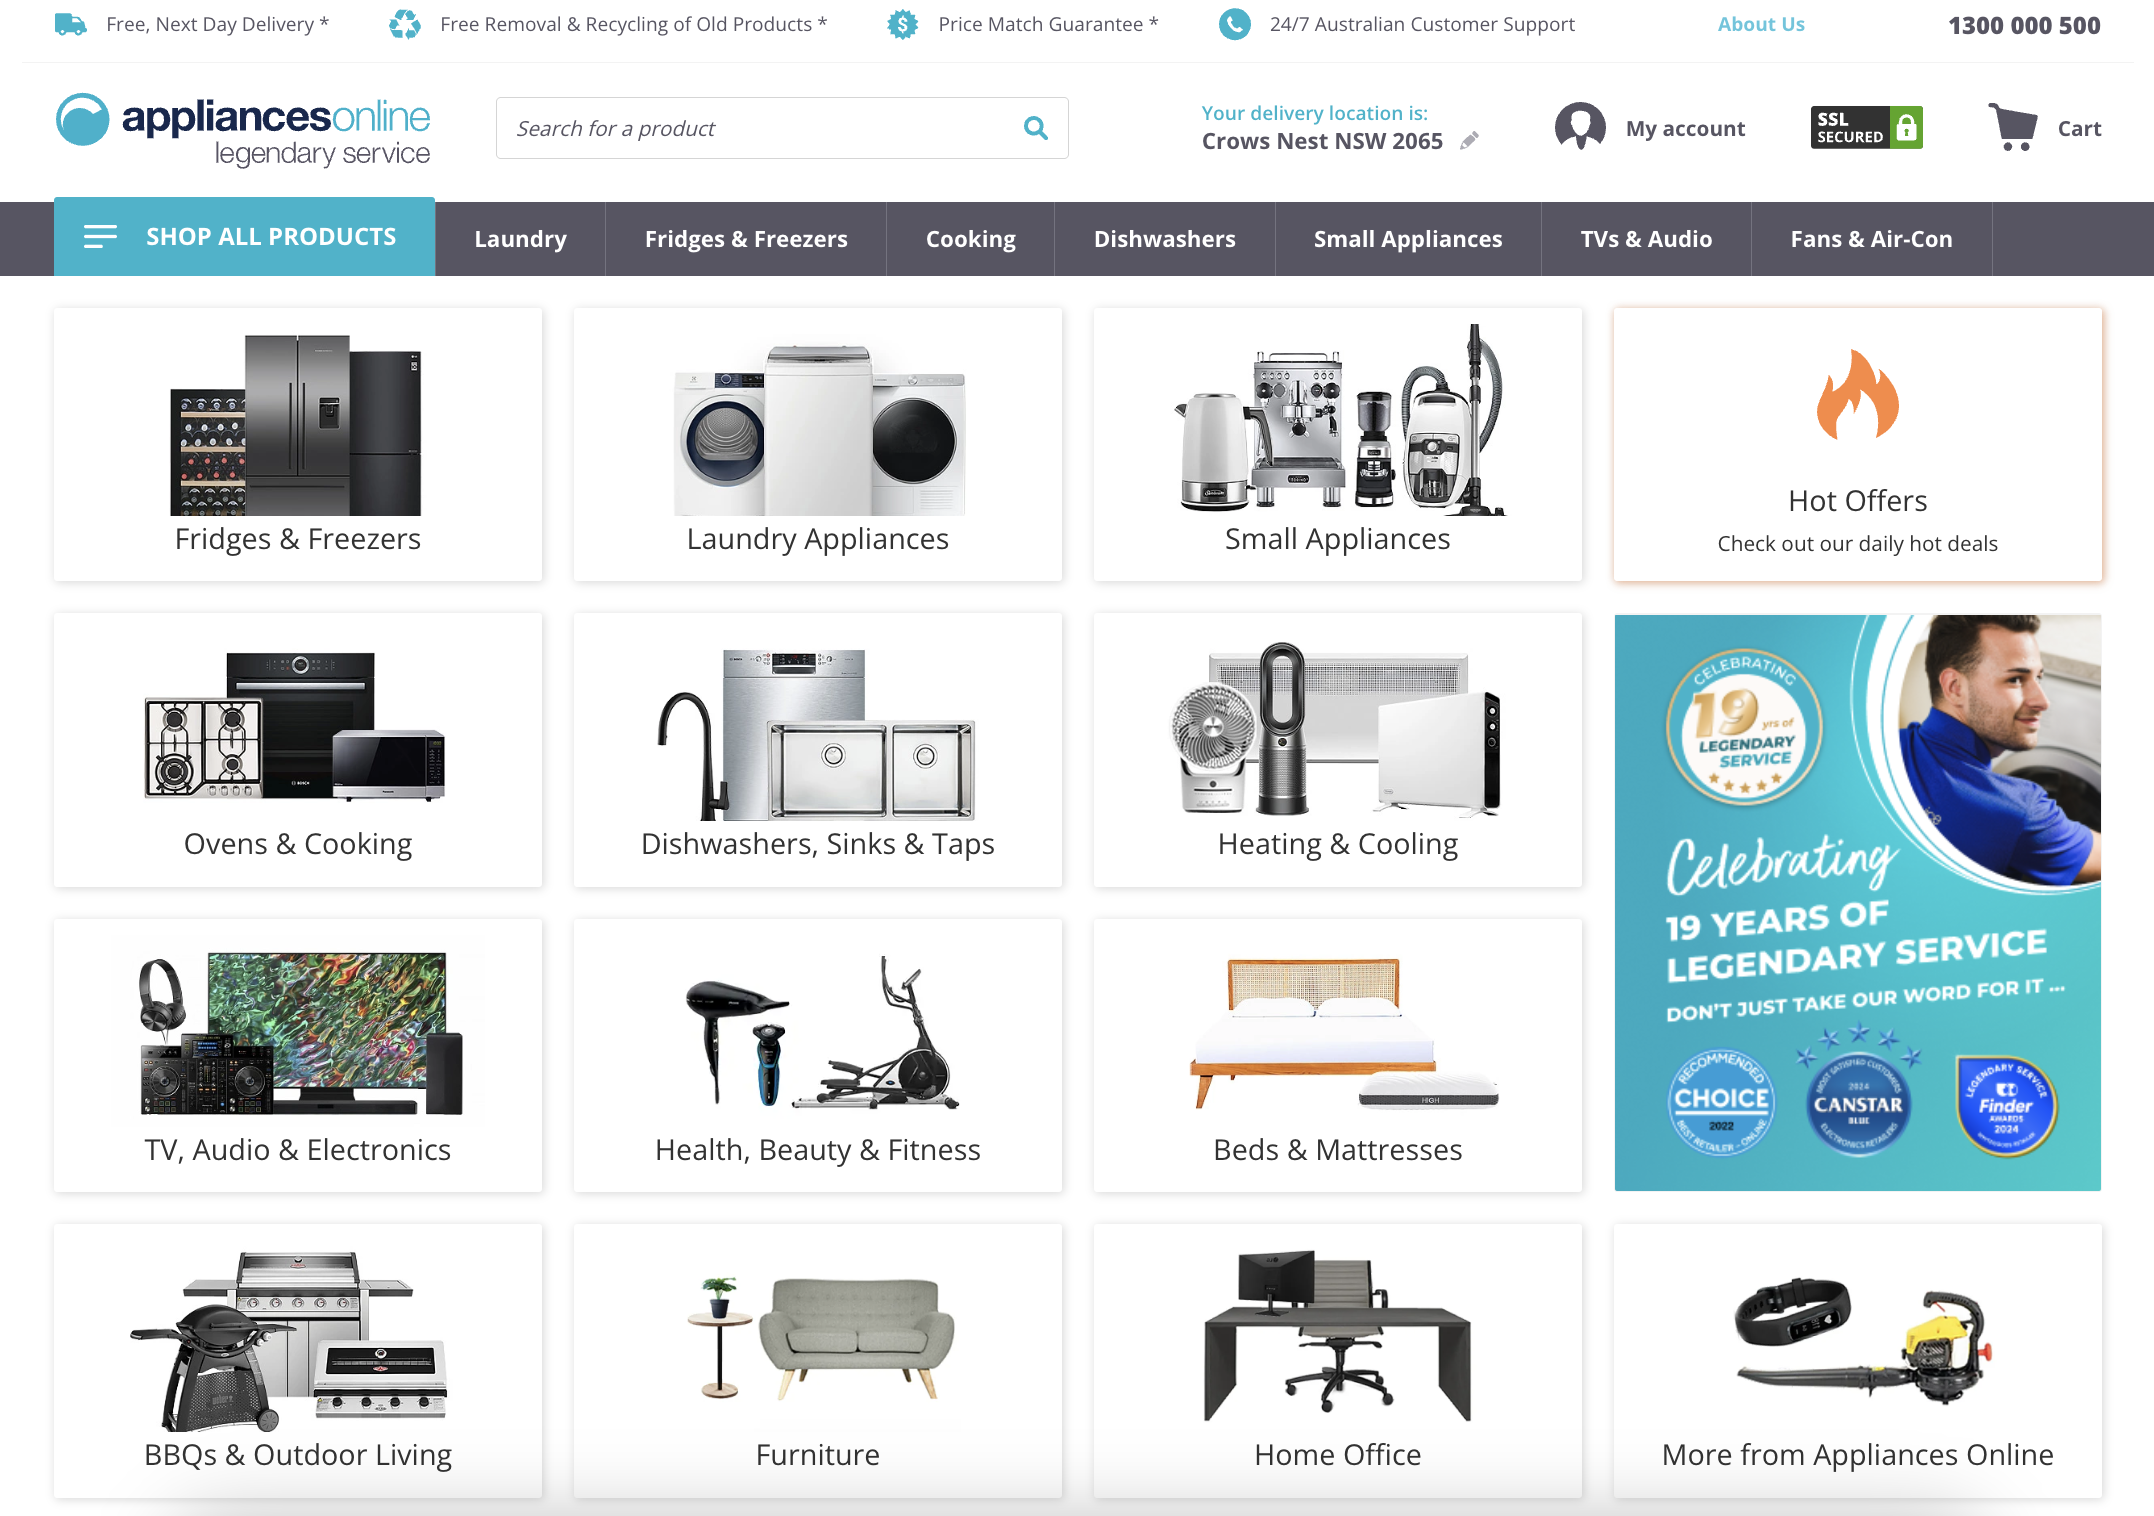 Free, Next Day Delivery *
Free Removal & Recycling of Old Products *
Price Match Guarantee *
24/7 Australian Customer Support
About Us
1300 000 500
appliancesonline
legendary service
Search for a product
Your delivery location is:
Crows Nest NSW 2065
My account
SSL
SECURED
Cart
SHOP ALL PRODUCTS
Laundry
Fridges & Freezers
Cooking
Dishwashers
Small Appliances
TVs & Audio
Fans & Air-Con
Fridges & Freezers
Laundry Appliances
Small Appliances
Hot Offers
Check out our daily hot deals
Ovens & Cooking
Dishwashers, Sinks & Taps
Heating & Cooling
CELEBRATING
19 yrs of
LEGENDARY
SERVICE
Celebrating
19 YEARS OF
LEGENDARY SERVICE
DON'T JUST TAKE OUR WORD FOR IT ...
RECOMMENDED
CHOICE
2022
BEST RETAILER - ONLINE
MOST SATISFIED CUSTOMERS
2024
CANSTAR
BLUE
ELECTRONICS RETAILERS
LEGENDARY SERVICE
Finder
AWARDS
2024
HIGH
TV, Audio & Electronics
Health, Beauty & Fitness
Beds & Mattresses
BBQs & Outdoor Living
Furniture
Home Office
More from Appliances Online